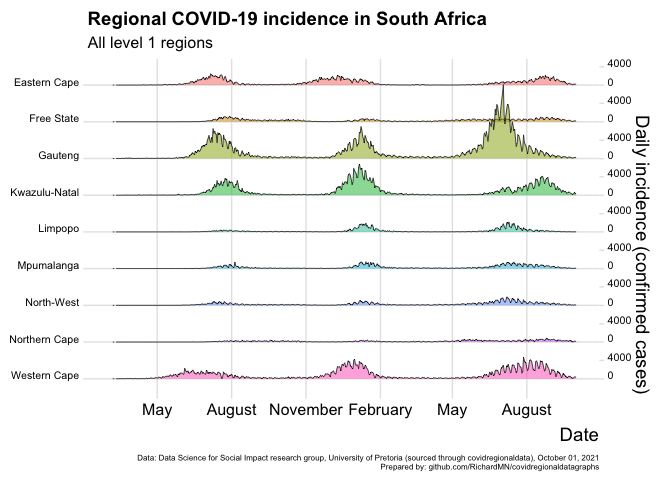 Regional COVID-19 incidence in South Africa
All level 1 regions
Eastern Cape
Free State
Gauteng
Kwazulu-Natal
Limpopo
Mpumalanga
North-West
Northern Cape
Western Cape
4000
0
4000
0
4000
0
4000
0
4000
0
4000
0
4000
0
4000
0
4000
0
Daily incidence (confirmed cases)
May August November February May August
Date
Data: Data Science for Social Impact research group, University of Pretoria (sourced through covidregionaldata), October 01, 2021
Prepared by: github.com/RichardMN/covidregionaldatagraphs